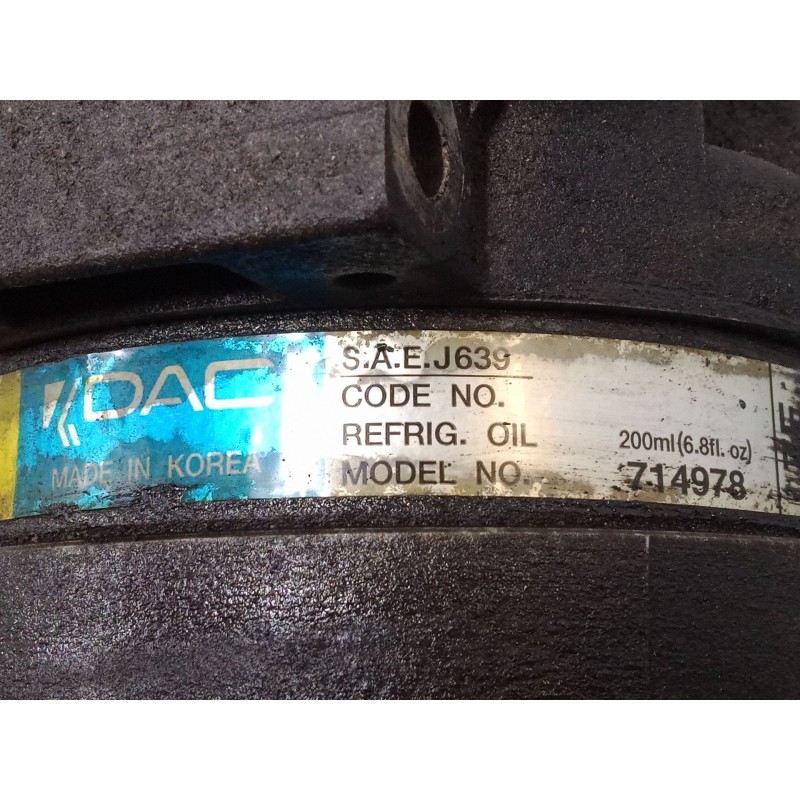 DAC
MADE IN KOREA
S.A.E.J639
CODE NO.
REFRIG. OIL 200ml(6.8fl. oz)
MODEL NO. 714978